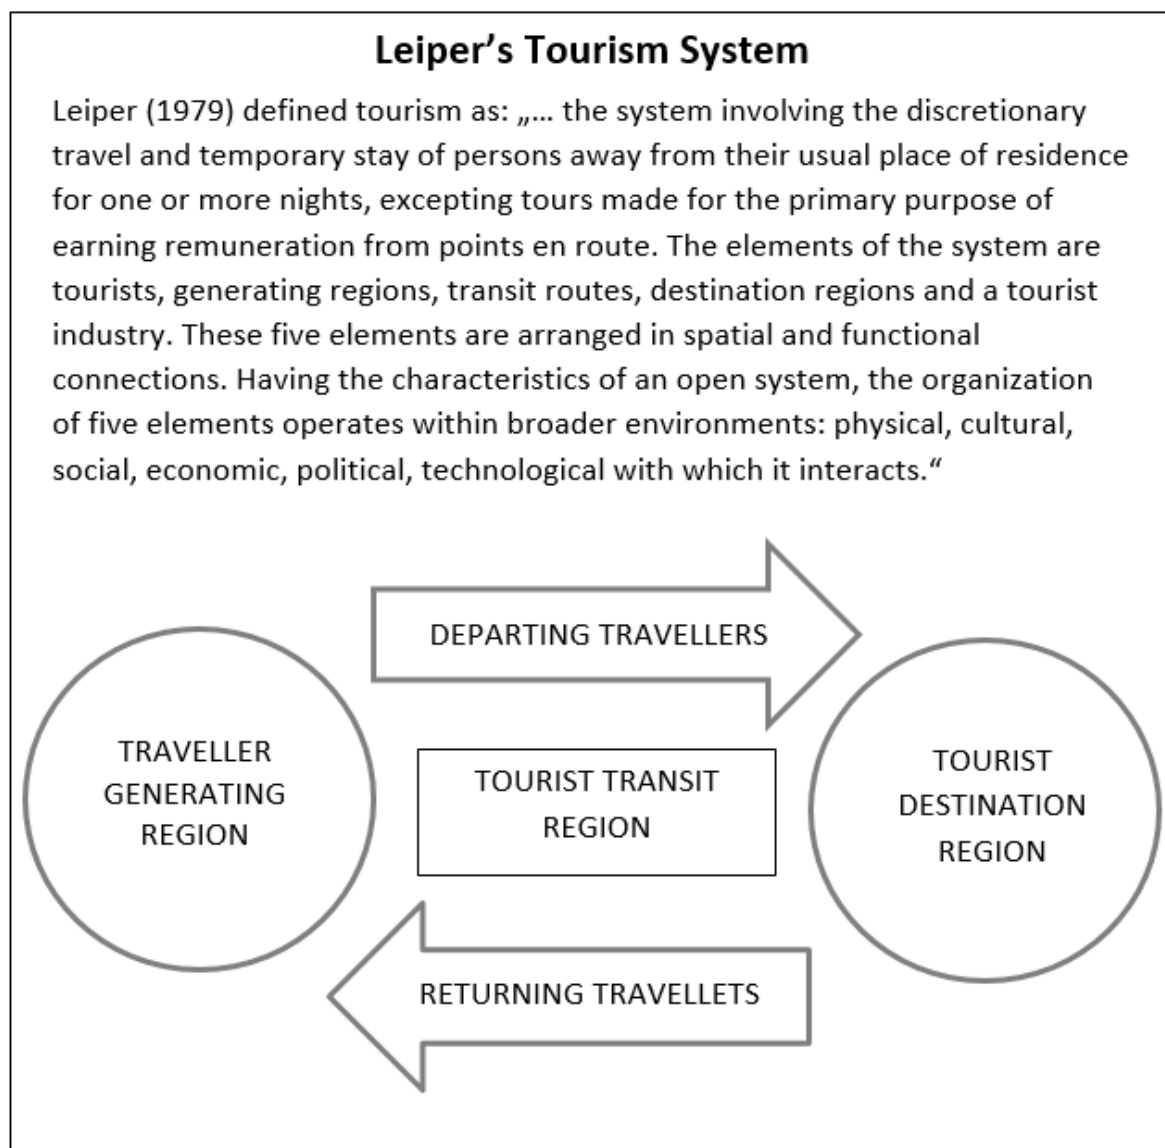 Leiper’s Tourism System
Leiper (1979) defined tourism as: „… the system involving the discretionary
travel and temporary stay of persons away from their usual place of residence
for one or more nights, excepting tours made for the primary purpose of
earning remuneration from points en route. The elements of the system are
tourists, generating regions, transit routes, destination regions and a tourist
industry. These five elements are arranged in spatial and functional
connections. Having the characteristics of an open system, the organization
of five elements operates within broader environments: physical, cultural,
social, economic, political, technological with which it interacts.“
DEPARTING TRAVELLERS
TRAVELLER
GENERATING
REGION
TOURIST TRANSIT
REGION
TOURIST
DESTINATION
REGION
RETURNING TRAVELLETS